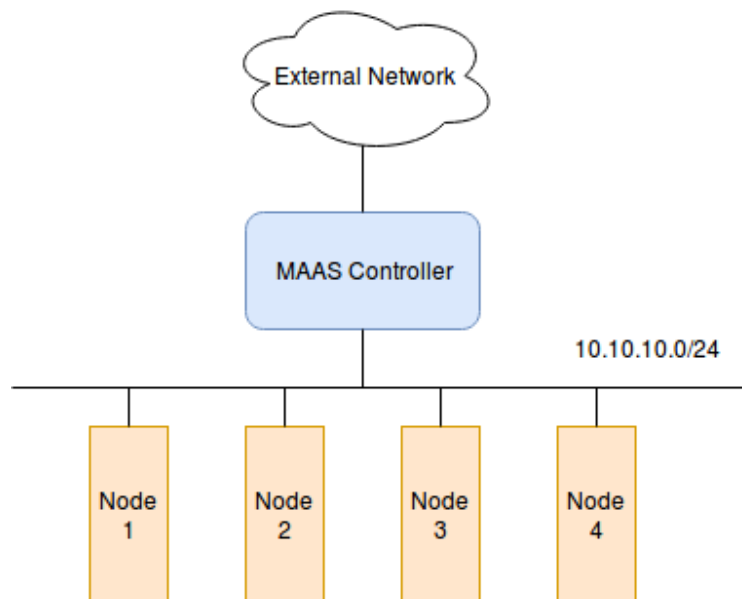 External Network
MAAS Controller
10.10.10.0/24
Node
1
Node
2
Node
3
Node
4